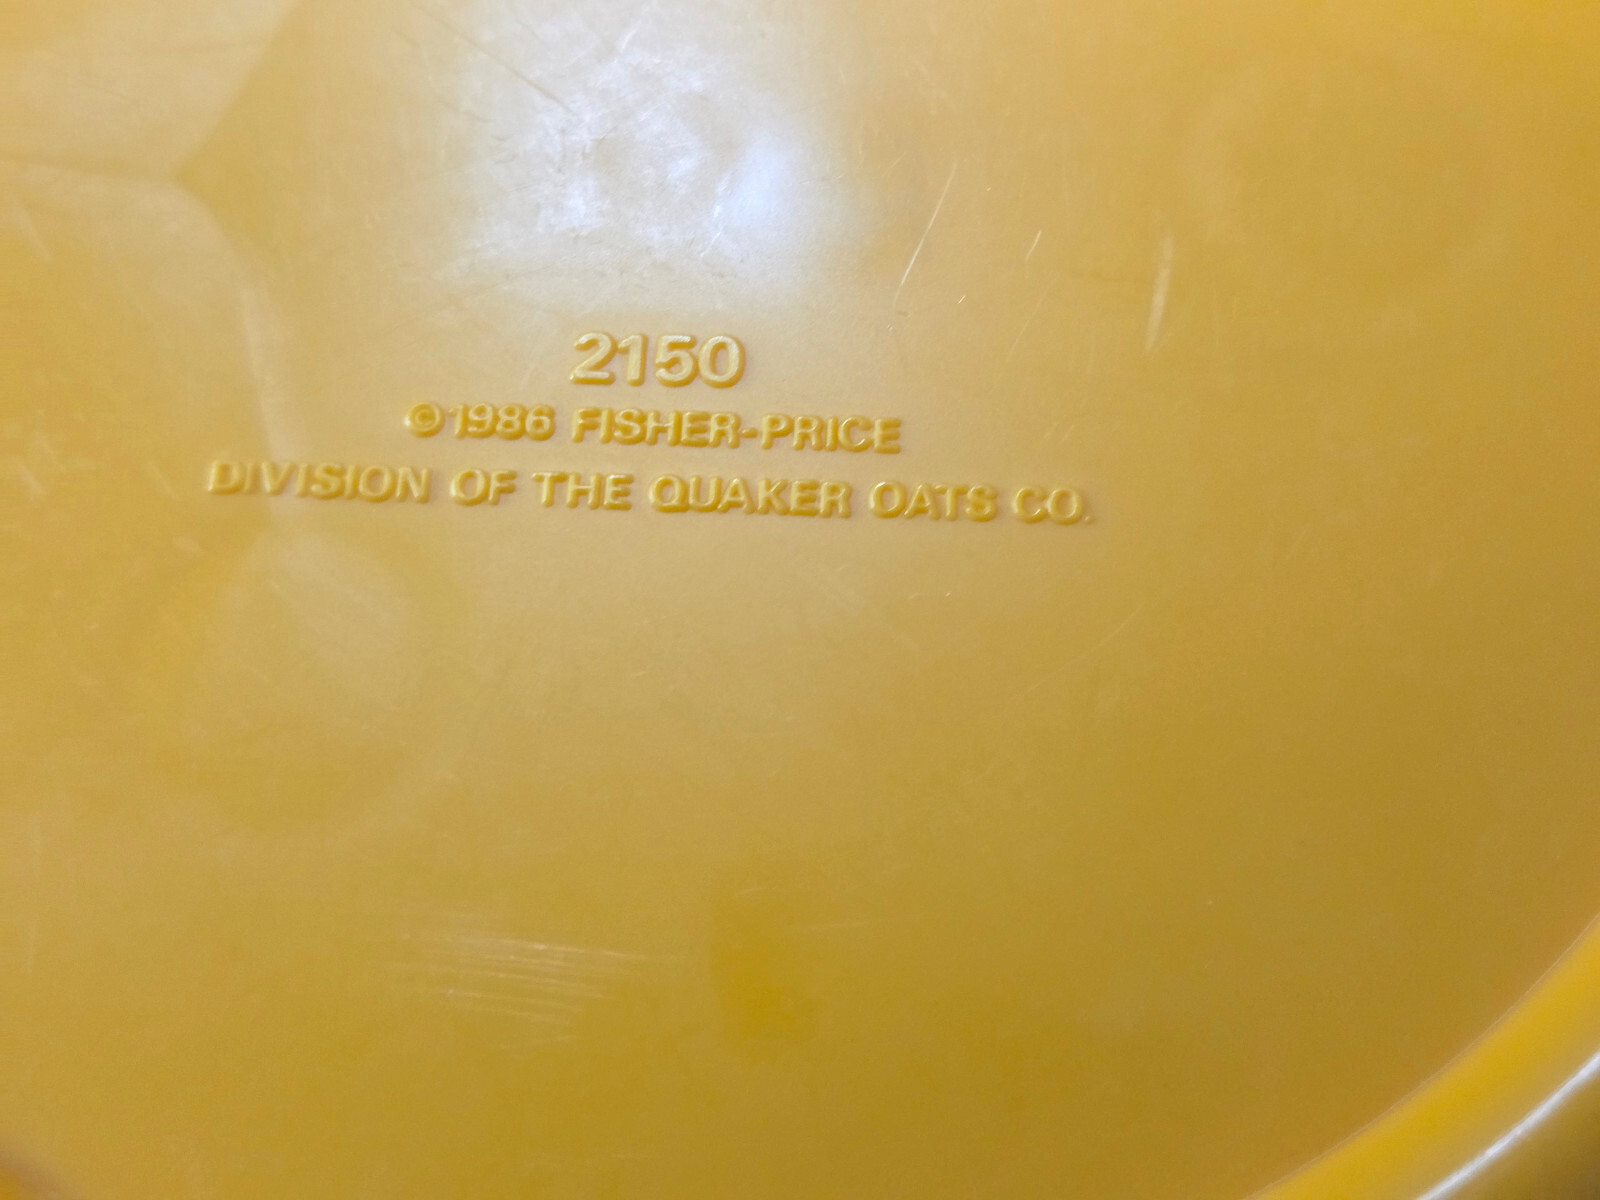 2150
©1986 FISHER-PRICE
DIVISION OF THE QUAKER OATS CO.